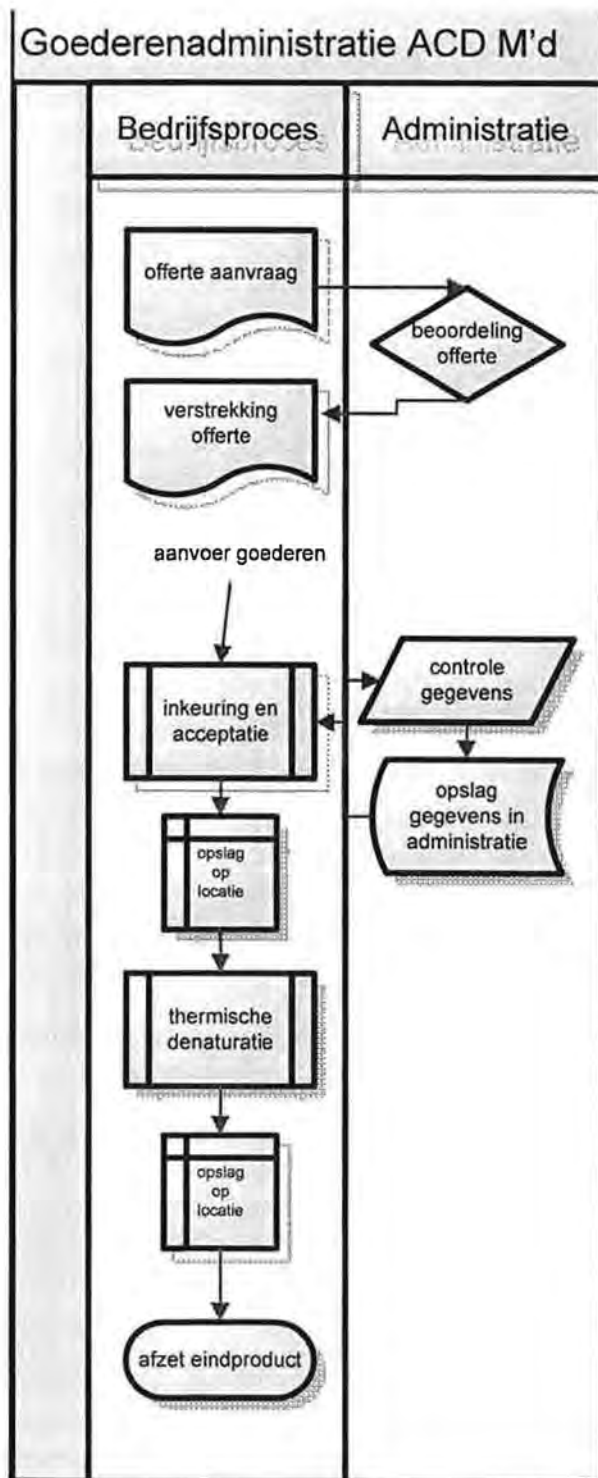 Goederenadministratie ACD M'd
Bedrijfsproces
Administratie
offerte aanvraag
beoordeling
offerte
verstrekking
offerte
aanvoer goederen
inkeuring en
acceptatie
controle
gegevens
opslag
gegevens in
administratie
opslag
op
locatie
thermische
denaturatie
opslag
op
locatie
afzet eindproduct